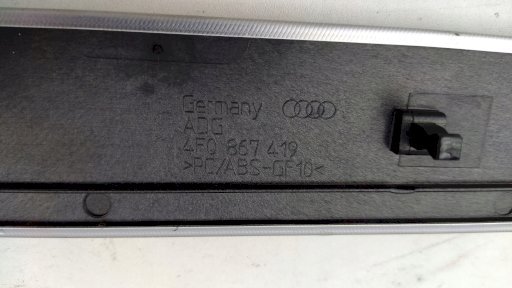 Germany
ADG
4F0 867 419
>PC/ABS-GF10<